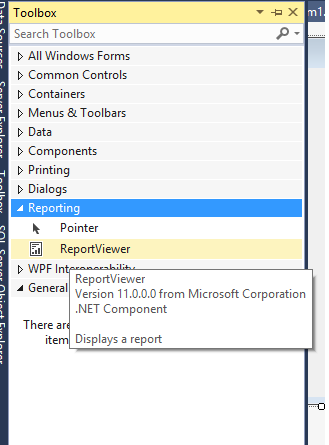 Toolbox
m1.
Search Toolbox
All Windows Forms
Common Controls
Containers
Menus & Toolbars
Data
Components
Printing
Dialogs
Reporting
Pointer
ReportViewer
WPF Interoperability
General
ReportViewer
Version 11.0.0.0 from Microsoft Corporation
.NET Component
Displays a report
There are
item
Data Sources
Server Explorer
Toolbox
SQL Server Object Explorer